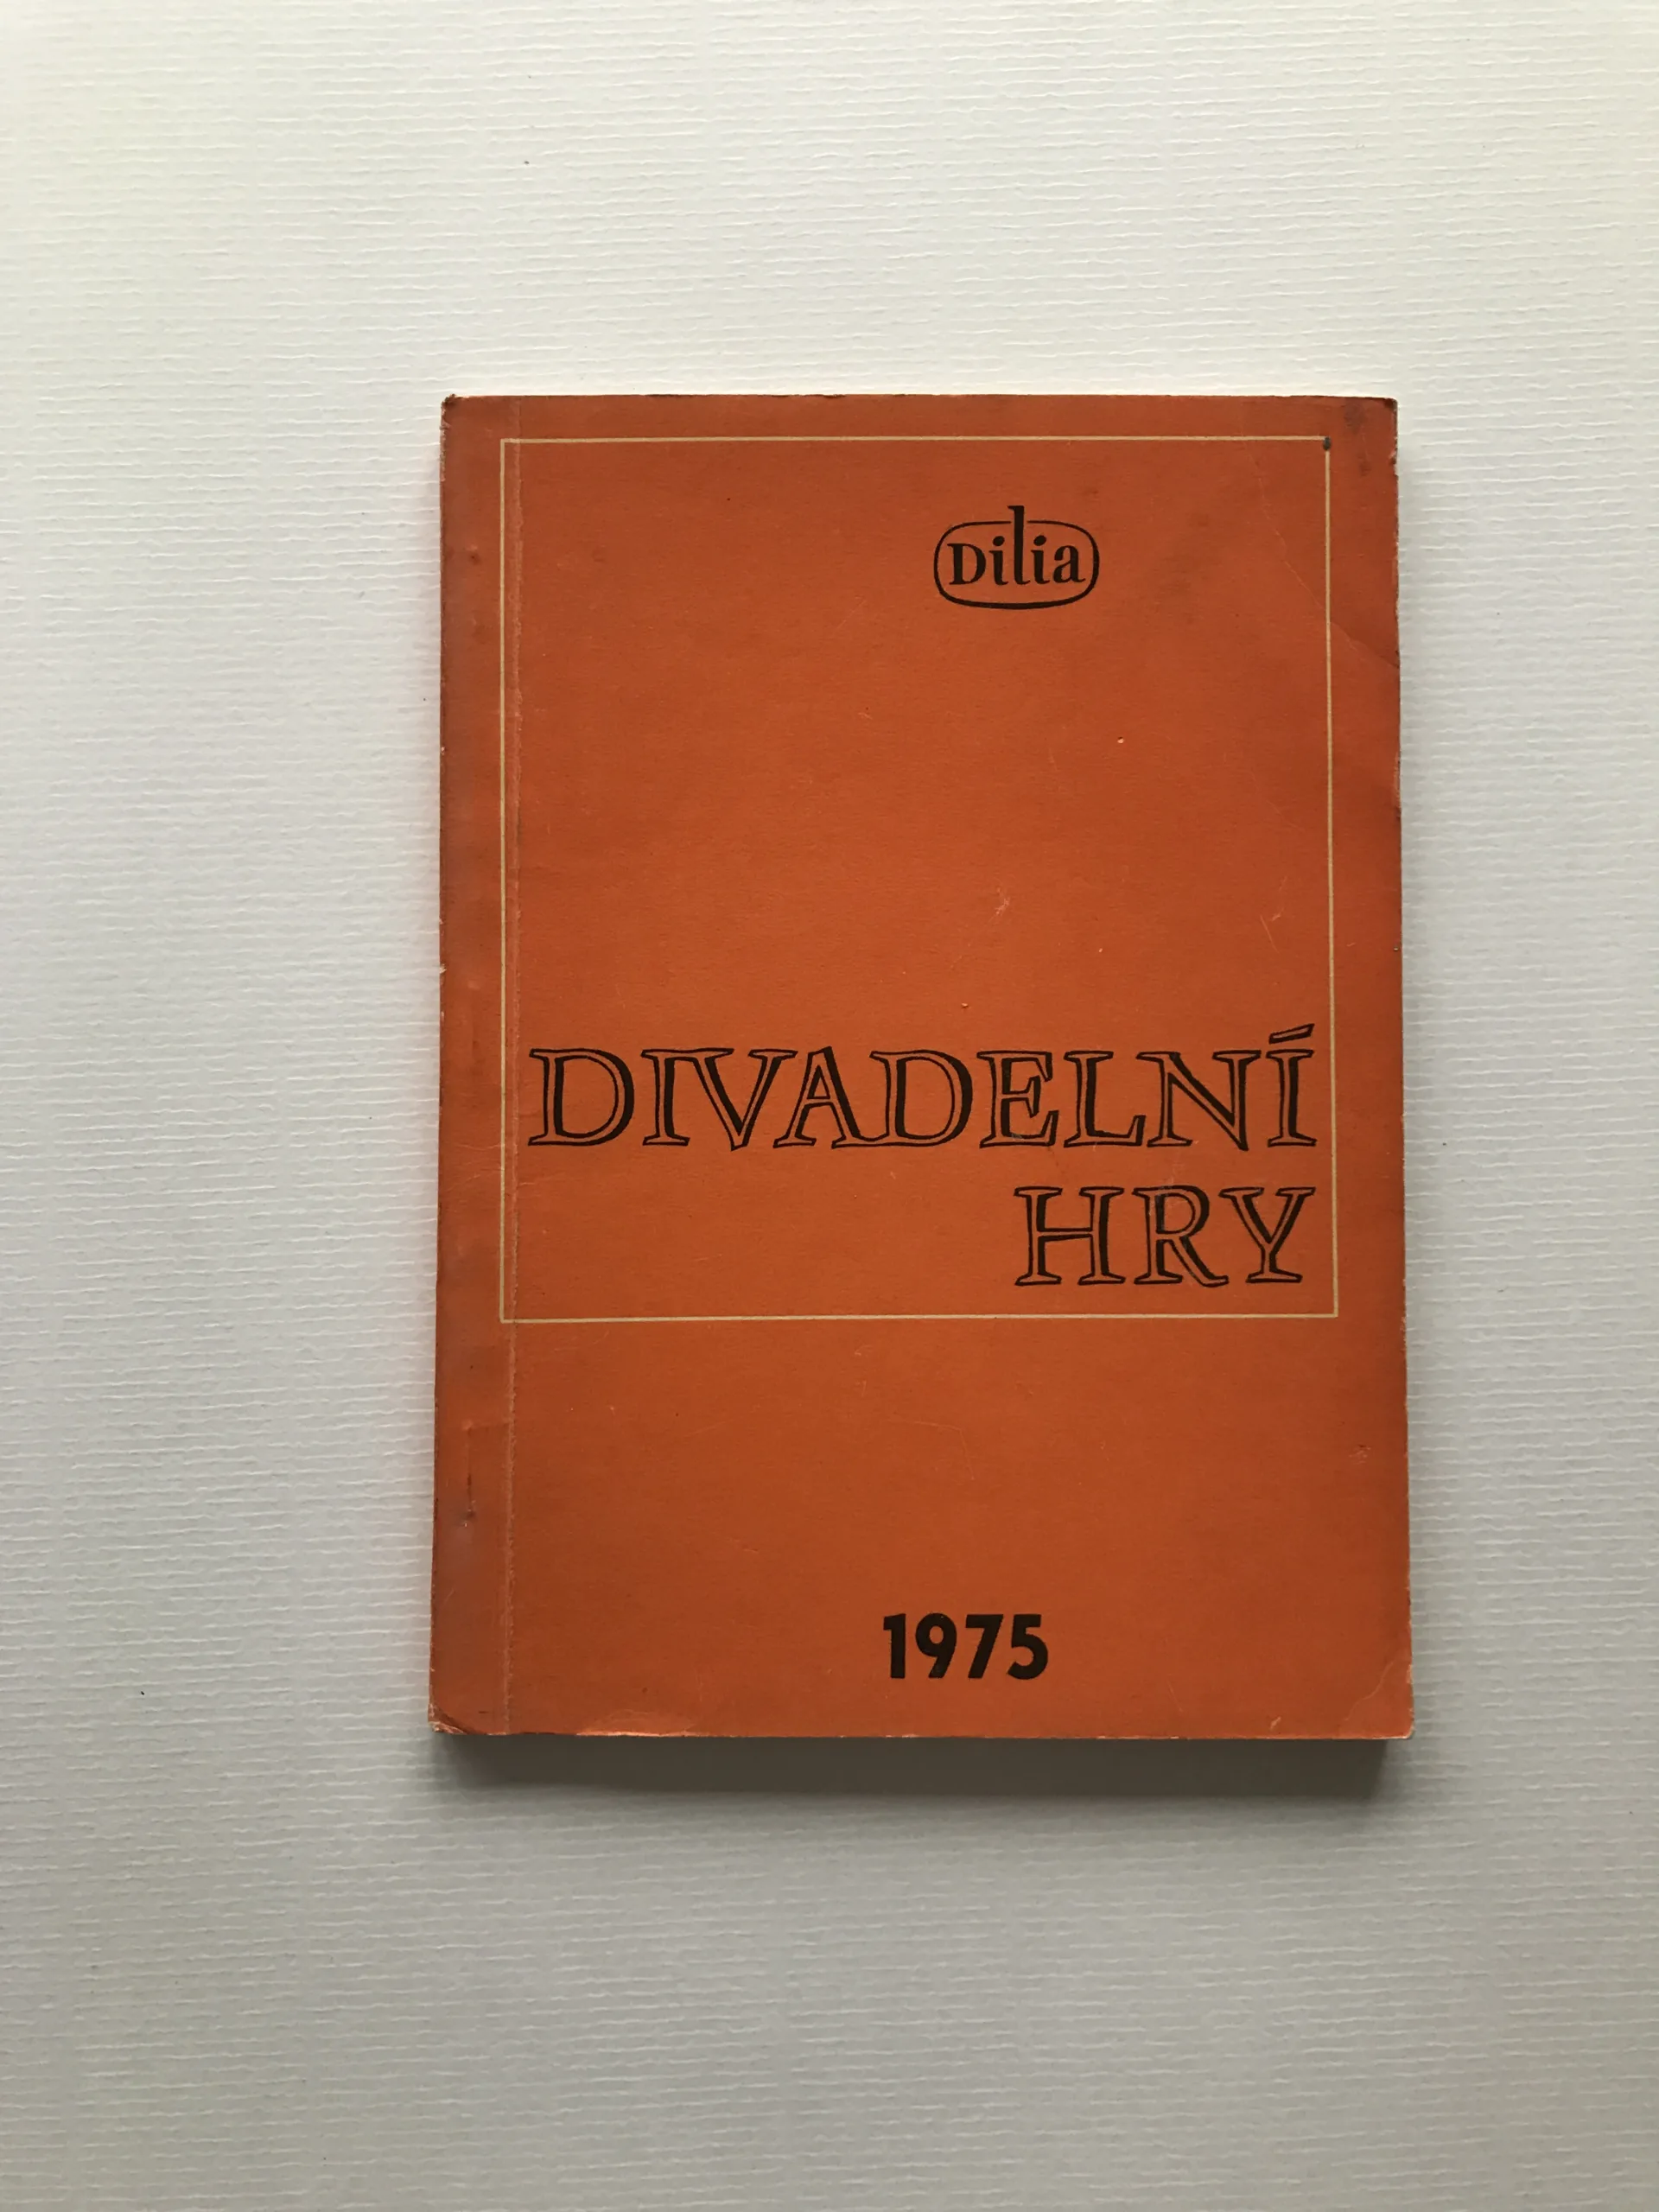 Dilia
DIVADELNÍ
HRY
1975